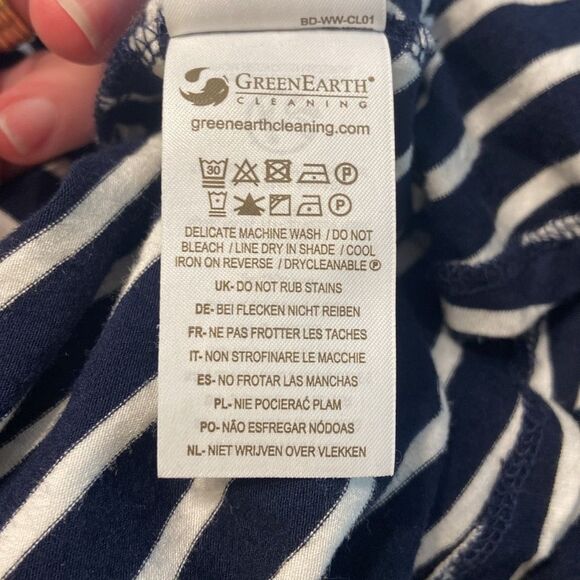 BD-WW-CL01
GREENEARTH®
CLEANING
greenearthcleaning.com
30 P
P
DELICATE MACHINE WASH / DO NOT
BLEACH / LINE DRY IN SHADE / COOL
IRON ON REVERSE / DRYCLEANABLE Ⓟ
UK- DO NOT RUB STAINS
DE- BEI FLECKEN NICHT REIBEN
FR- NE PAS FROTTER LES TACHES
IT- NON STROFINARE LE MACCHIE
ES- NO FROTAR LAS MANCHAS
PL- NIE POCIERAĆ PLAM
PO- NÃO ESFREGAR NÓDOAS
NL- NIET WRIJVEN OVER VLEKKEN